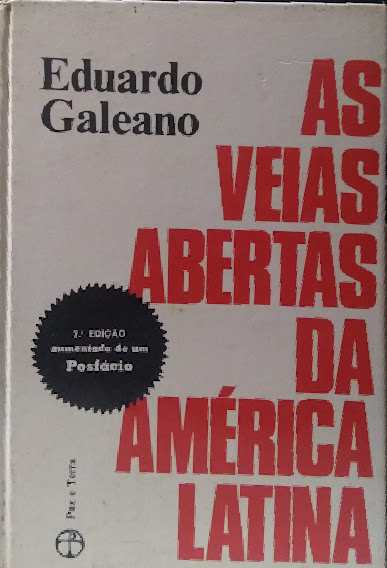 Eduardo
Galeano
AS
VEIAS
ABERTAS
DA
AMÉRICA
LATINA
7.ª EDIÇÃO
aumentada de um
Posfácio
Paz e Terra